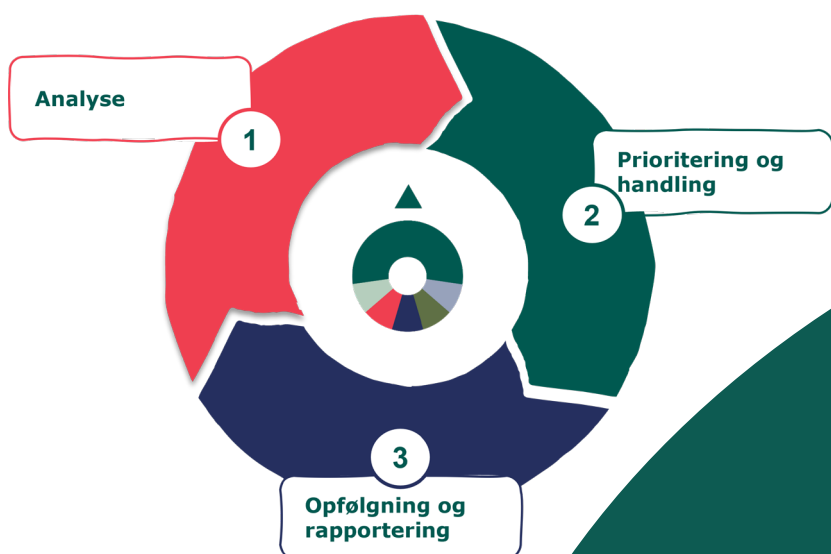 Analyse
1
Prioritering og
handling
2
3
Opfølgning og
rapportering